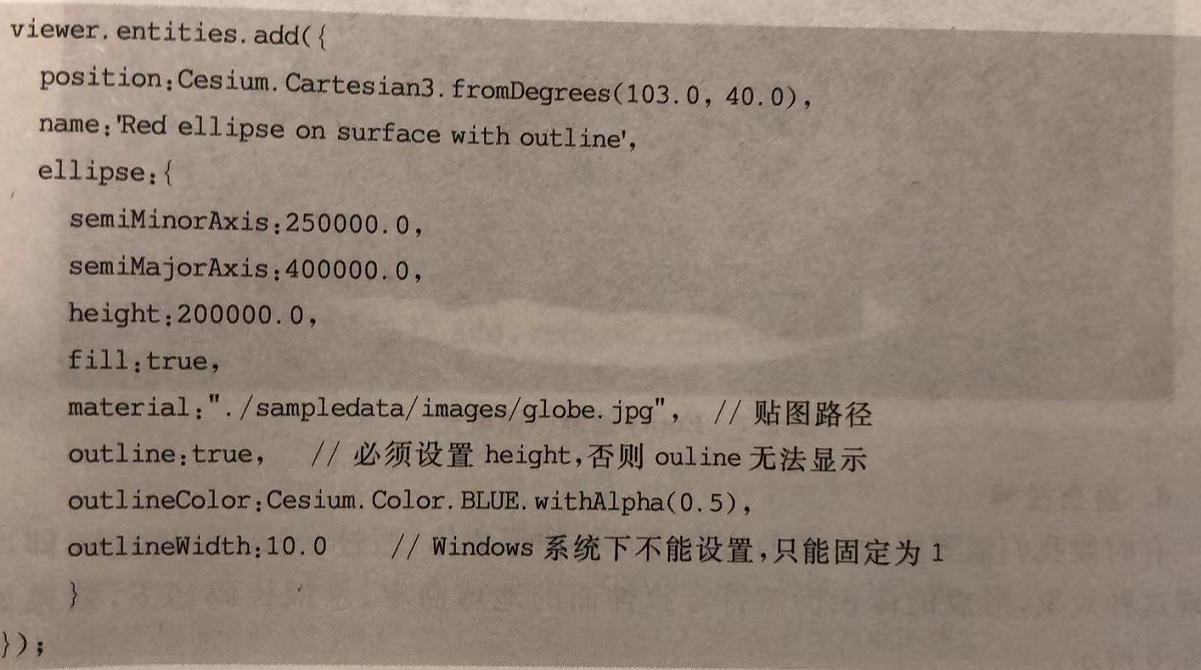 viewer.entities.add({
position:Cesium.Cartesian3.fromDegrees(103.0, 40.0),
name:'Red ellipse on surface with outline',
ellipse:{
semiMinorAxis:250000.0,
semiMajorAxis:400000.0,
height:200000.0,
fill:true,
material:"./sampledata/images/globe.jpg", // 贴图路径
outline:true, // 必须设置 height,否则 ouline 无法显示
outlineColor:Cesium.Color.BLUE.withAlpha(0.5),
outlineWidth:10.0 // Windows 系统下不能设置,只能固定为 1
}
});